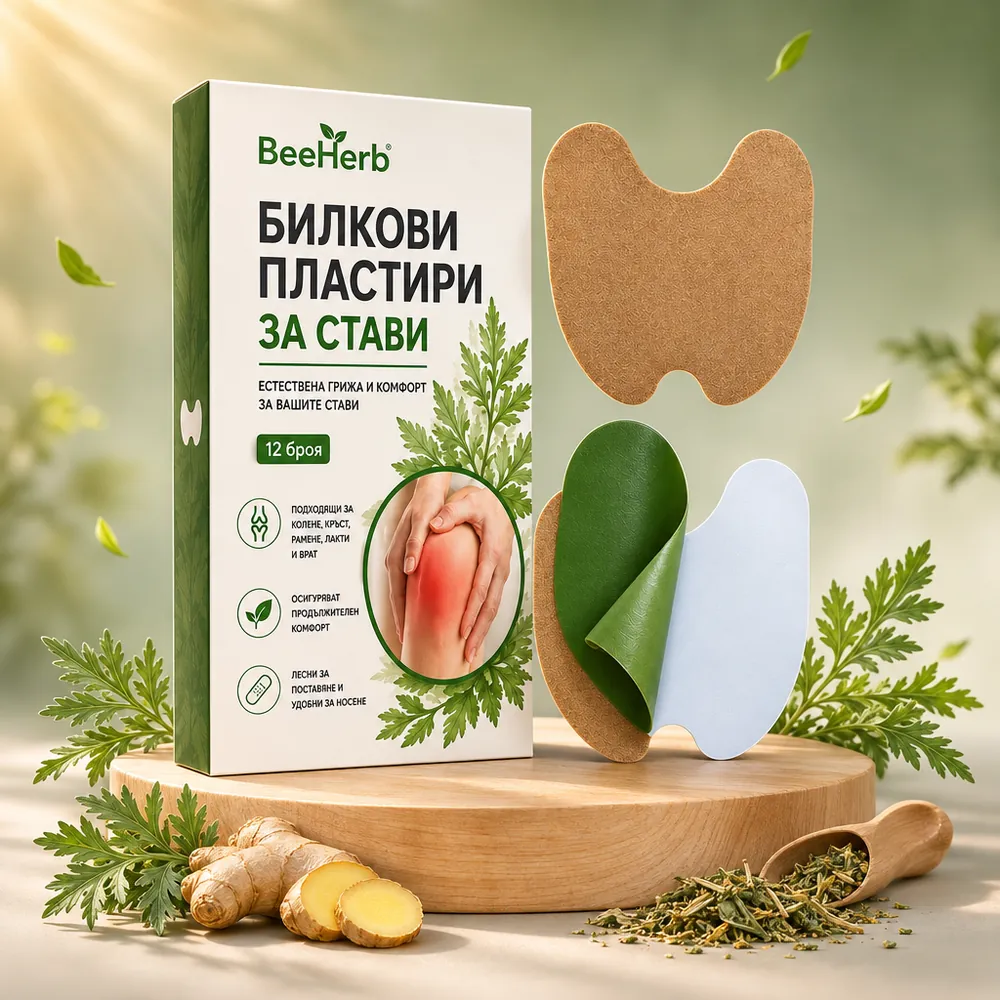 BeeHerb®
БИЛКОВИ
ПЛАСТИРИ
ЗА СТАВИ
ЕСТЕСТВЕНА ГРИЖА И КОМФОРТ
ЗА ВАШИТЕ СТАВИ
12 броя
ПОДХОДЯЩИ ЗА
КОЛЕНЕ, КРЪСТ,
РАМЕНЕ, ЛАКТИ
И ВРАТ
ОСИГУРЯВАТ
ПРОДЪЛЖИТЕЛЕН
КОМФОРТ
ЛЕСНИ ЗА
ПОСТАВЯНЕ И
УДОБНИ ЗА НОСЕНЕ